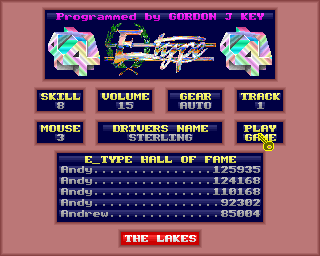 Programmed by GORDON J KEY
E-type
SKILL VOLUME GEAR TRACK
8 15 AUTO 1
MOUSE DRIVERS NAME PLAY
3 STERLING GAME
E_TYPE HALL OF FAME
Andy..............125935
Andy..............124168
Andy..............110168
Andy...............92302
Andrew.............85004
THE LAKES